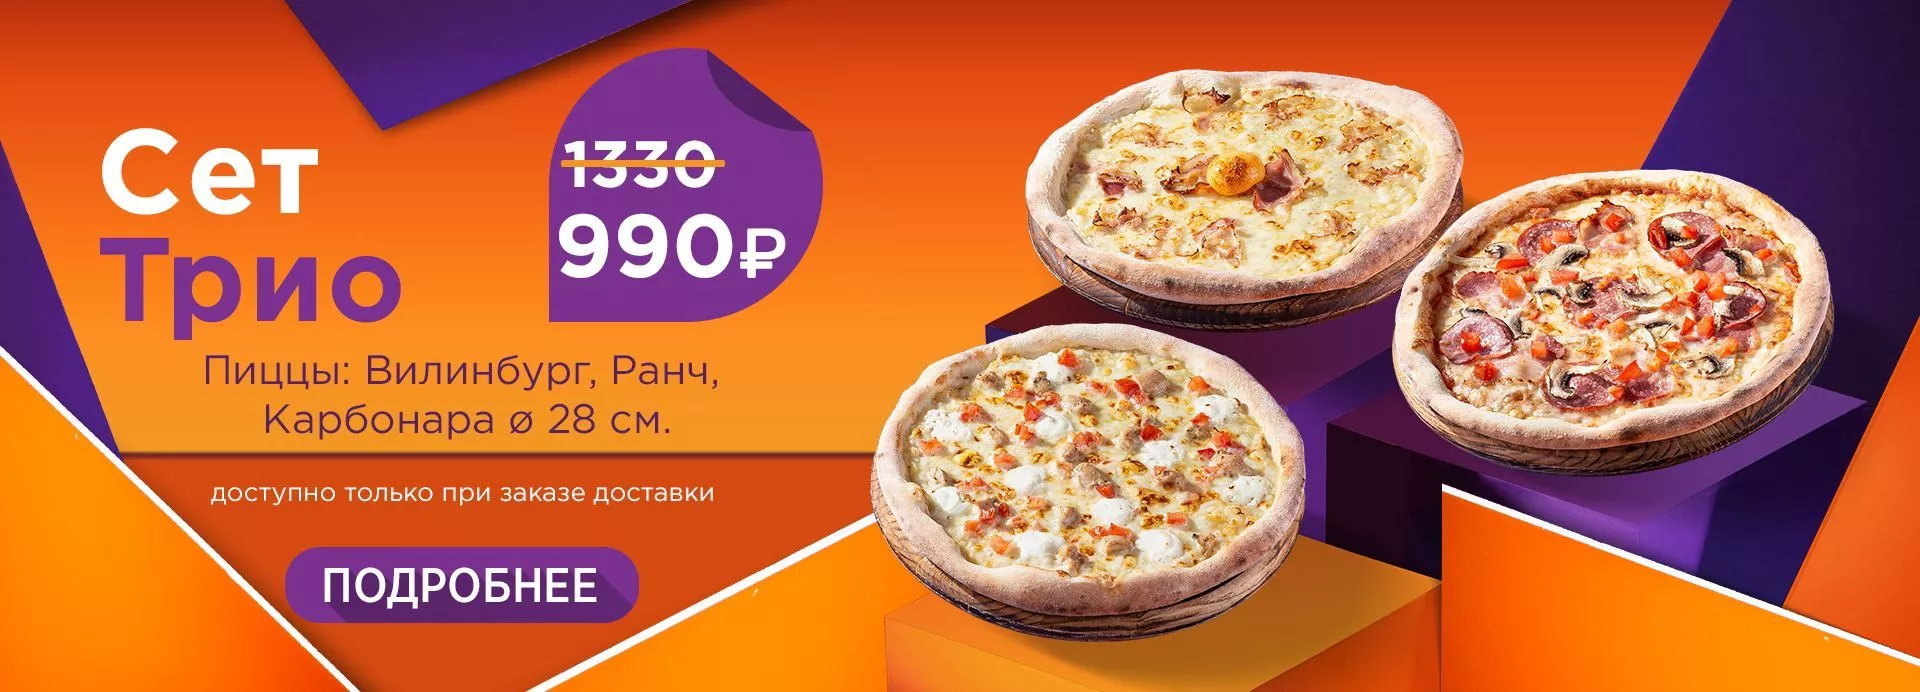 Сет
Трио
1330
990₽
Пиццы: Вилинбург, Ранч,
Карбонара ø 28 см.
доступно только при заказе доставки
ПОДРОБНЕЕ